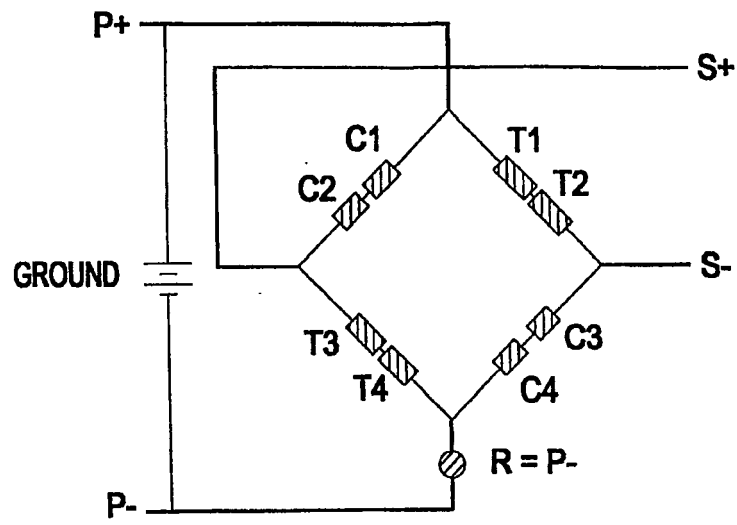 P+
S+
C1
T1
C2
T2
GROUND
S-
T3
C3
T4
C4
R = P-
P-